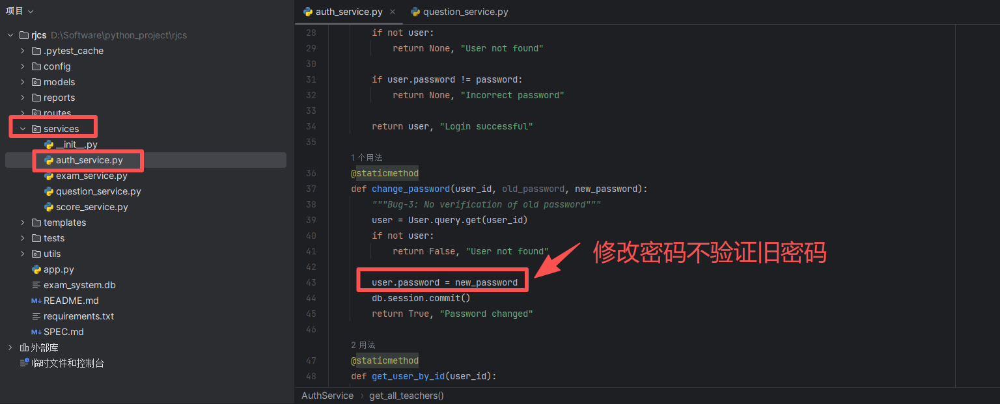 项目
rjcs D:\Software\python_project\rjcs
.pytest_cache
config
models
reports
routes
services
__init__.py
auth_service.py
exam_service.py
question_service.py
score_service.py
templates
tests
utils
app.py
exam_system.db
M↓ README.md
requirements.txt
M↓ SPEC.md
外部库
临时文件和控制台
auth_service.py × question_service.py
28 if not user:
29 return None, "User not found"
30
31 if user.password != password:
32 return None, "Incorrect password"
33
34 return user, "Login successful"
35
1 个用法
36 @staticmethod
37 def change_password(user_id, old_password, new_password):
38 """Bug-3: No verification of old password"""
39 user = User.query.get(user_id)
40 if not user:
41 return False, "User not found"
42
43 user.password = new_password
44 db.session.commit()
45 return True, "Password changed"
46
2 用法
47 @staticmethod
48 def get_user_by_id(user_id):
修改密码不验证旧密码
AuthService › get_all_teachers()